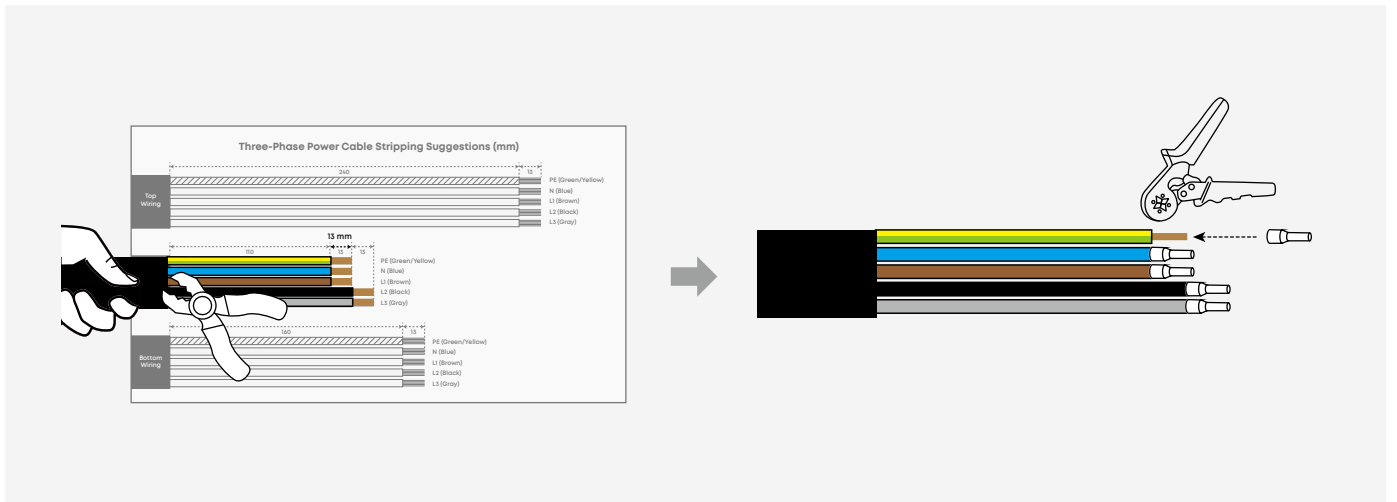 Three-Phase Power Cable Stripping Suggestions (mm)
240
13
Top
Wiring
PE (Green/Yellow)
N (Blue)
L1 (Brown)
L2 (Black)
L3 (Gray)
13 mm
110
13
13
PE (Green/Yellow)
N (Blue)
L1 (Brown)
L2 (Black)
L3 (Gray)
160
13
Bottom
Wiring
PE (Green/Yellow)
N (Blue)
L1 (Brown)
L2 (Black)
L3 (Gray)